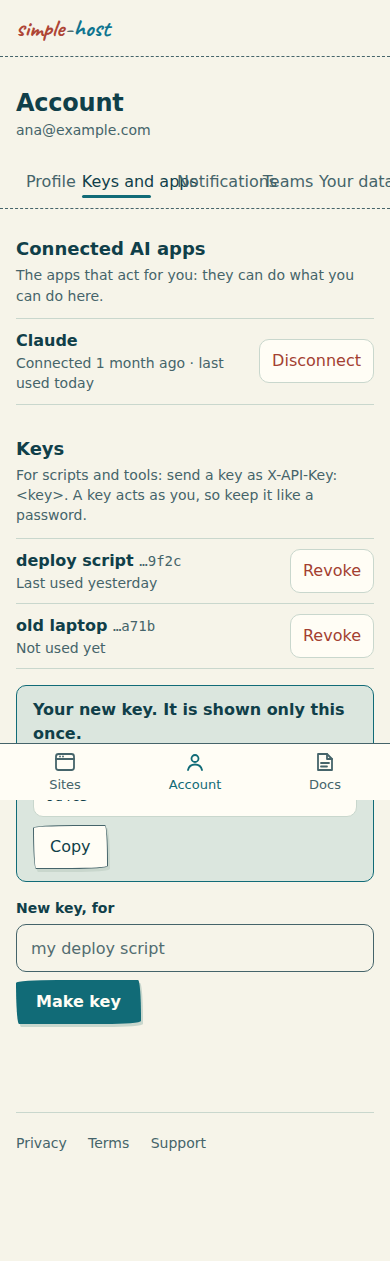 simple-host
Account
ana@example.com
Profile Keys and apps Notifications Teams Your data
Connected AI apps
The apps that act for you: they can do what you
can do here.
Claude
Connected 1 month ago · last
used today
Disconnect
Keys
For scripts and tools: send a key as X-API-Key:
<key>. A key acts as you, so keep it like a
password.
deploy script …9f2c
Last used yesterday
Revoke
old laptop …a71b
Not used yet
Revoke
Your new key. It is shown only this
once.
Sites Account Docs
Copy
New key, for
my deploy script
Make key
Privacy Terms Support